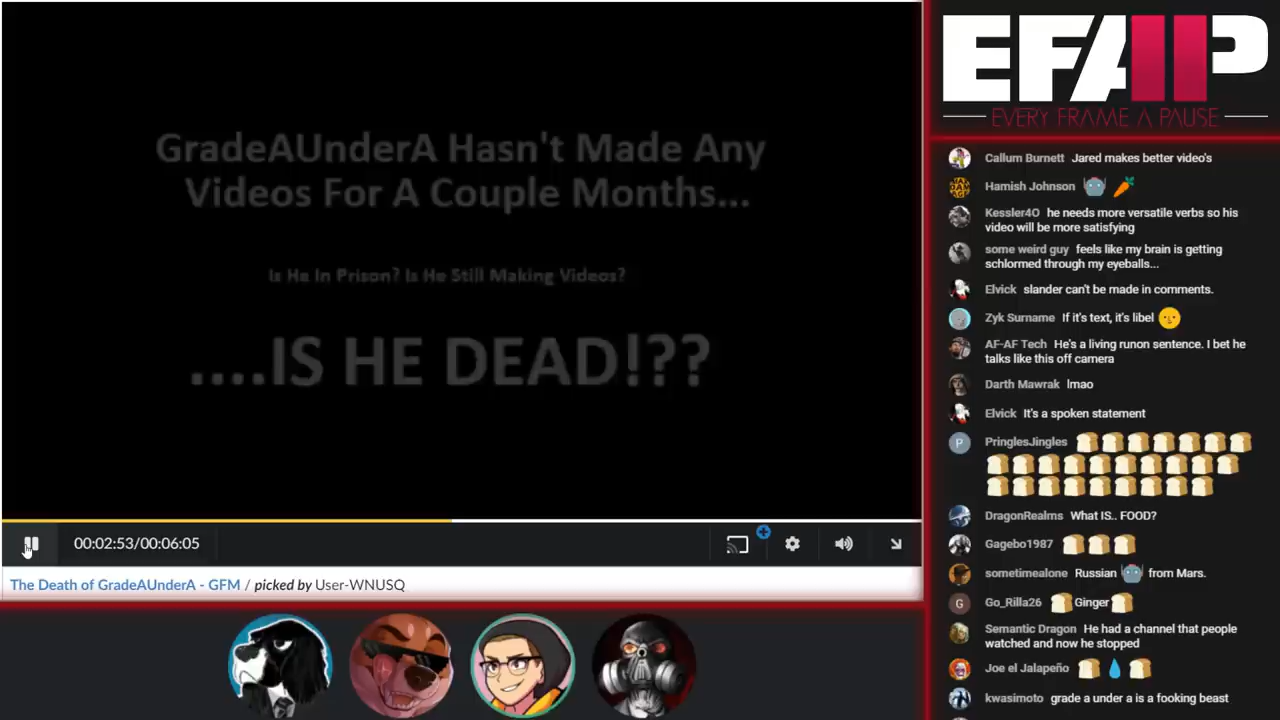 GradeAUnderA Hasn't Made Any
Videos For A Couple Months...
Is He In Prison? Is He Still Making Videos?
....IS HE DEAD!??
00:02:53/00:06:05
The Death of GradeAUnderA - GFM / picked by User-WNUSQ
EFAP
EVERY FRAME A PAUSE
Callum Burnett Jared makes better video's
Hamish Johnson
Kessler4O he needs more versatile verbs so his
video will be more satisfying
some weird guy feels like my brain is getting
schlormed through my eyeballs...
Elvick slander can't be made in comments.
Zyk Surname If it's text, it's libel
AF-AF Tech He's a living runon sentence. I bet he
talks like this off camera
Darth Mawrak lmao
Elvick It's a spoken statement
P PringlesJingles
DragonRealms What IS.. FOOD?
Gagebo1987
sometimealone Russian from Mars.
G Go_Rilla26 Ginger
Semantic Dragon He had a channel that people
watched and now he stopped
Joe el Jalapeño
kwasimoto grade a under a is a fooking beast